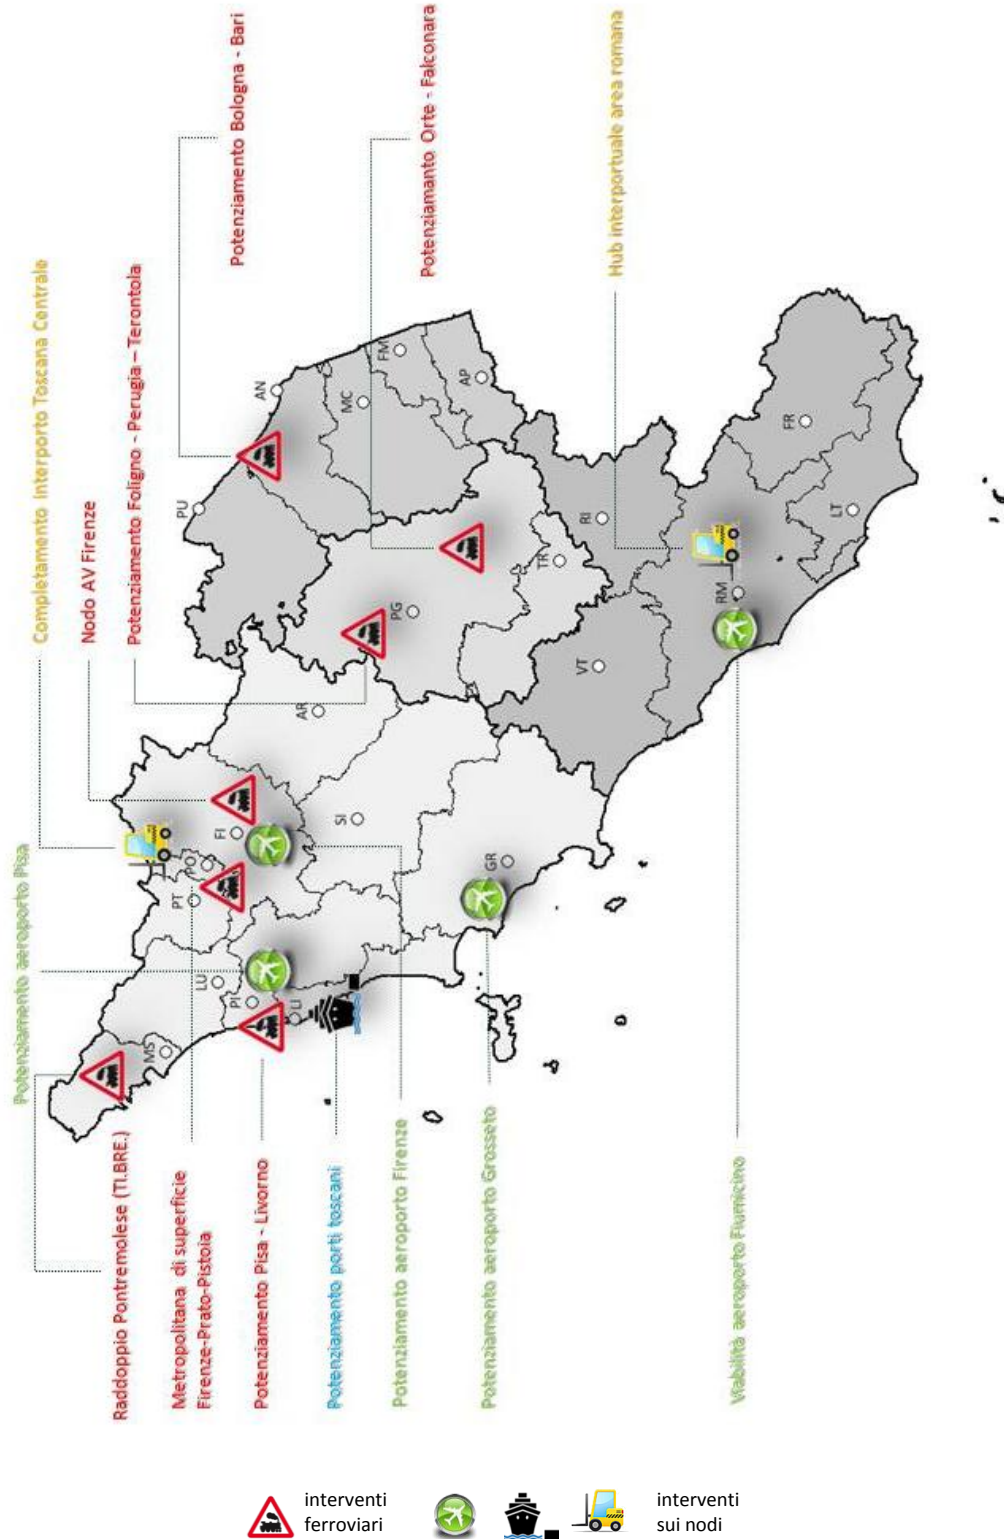 Potenziamento aeroporto Pisa
Completamento Interporto Toscana Centrale
Nodo AV Firenze
Potenziamento Foligno - Perugia – Terontola
Potenziamento Bologna - Bari
Potenziamanto Orte - Falconara
Hub interportuale area romana
Raddoppio Pontremolese (TI.BRE.)
Metropolitana di superficie
Firenze-Prato-Pistoia
Potenziamento Pisa - Livorno
Potenziamento porti toscani
Potenziamento aeroporto Firenze
Potenziamento aeroporto Grosseto
Viabilità aeroporto Fiumicino
MS
LU
PI
LI
PT
PO
FI
AR
SI
GR
PU
AN
MC
FM
AP
PG
TR
RI
VT
RM
FR
LT
interventi
ferroviari
interventi
sui nodi